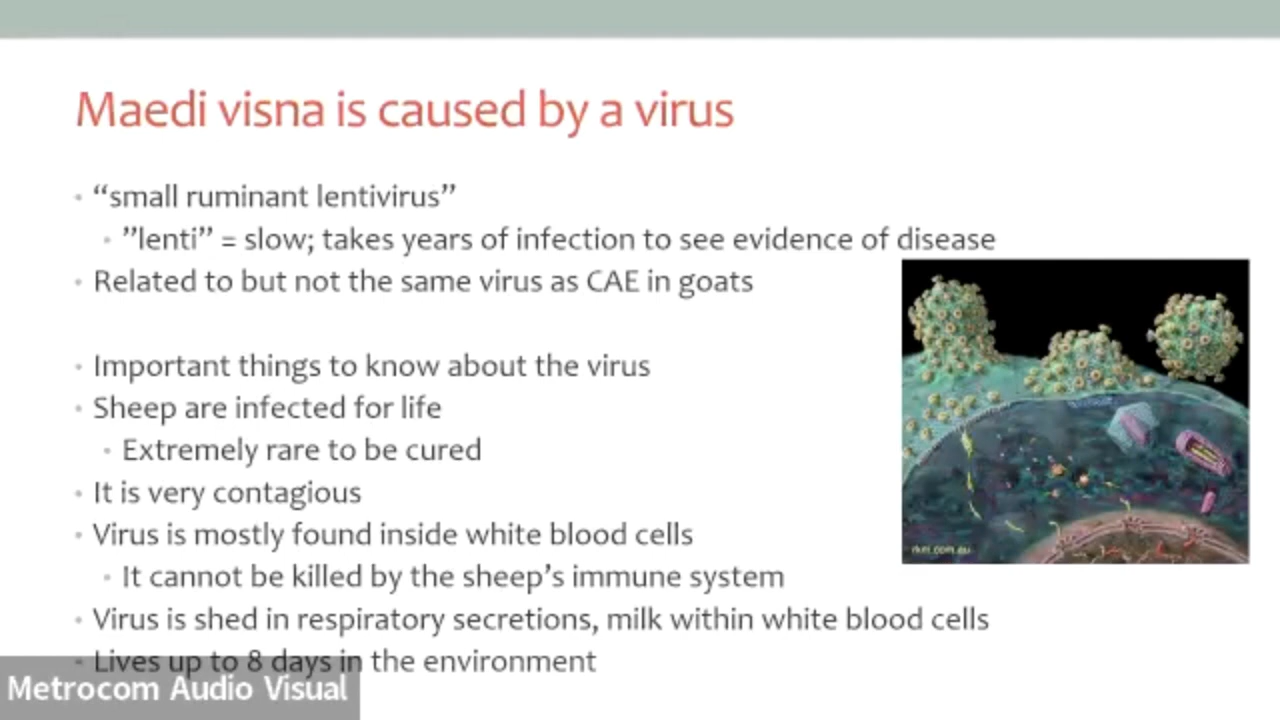 Maedi visna is caused by a virus
• “small ruminant lentivirus”
• ”lenti” = slow; takes years of infection to see evidence of disease
• Related to but not the same virus as CAE in goats
• Important things to know about the virus
• Sheep are infected for life
• Extremely rare to be cured
• It is very contagious
• Virus is mostly found inside white blood cells
• It cannot be killed by the sheep’s immune system
• Virus is shed in respiratory secretions, milk within white blood cells
• Lives up to 8 days in the environment
Metrocom Audio Visual